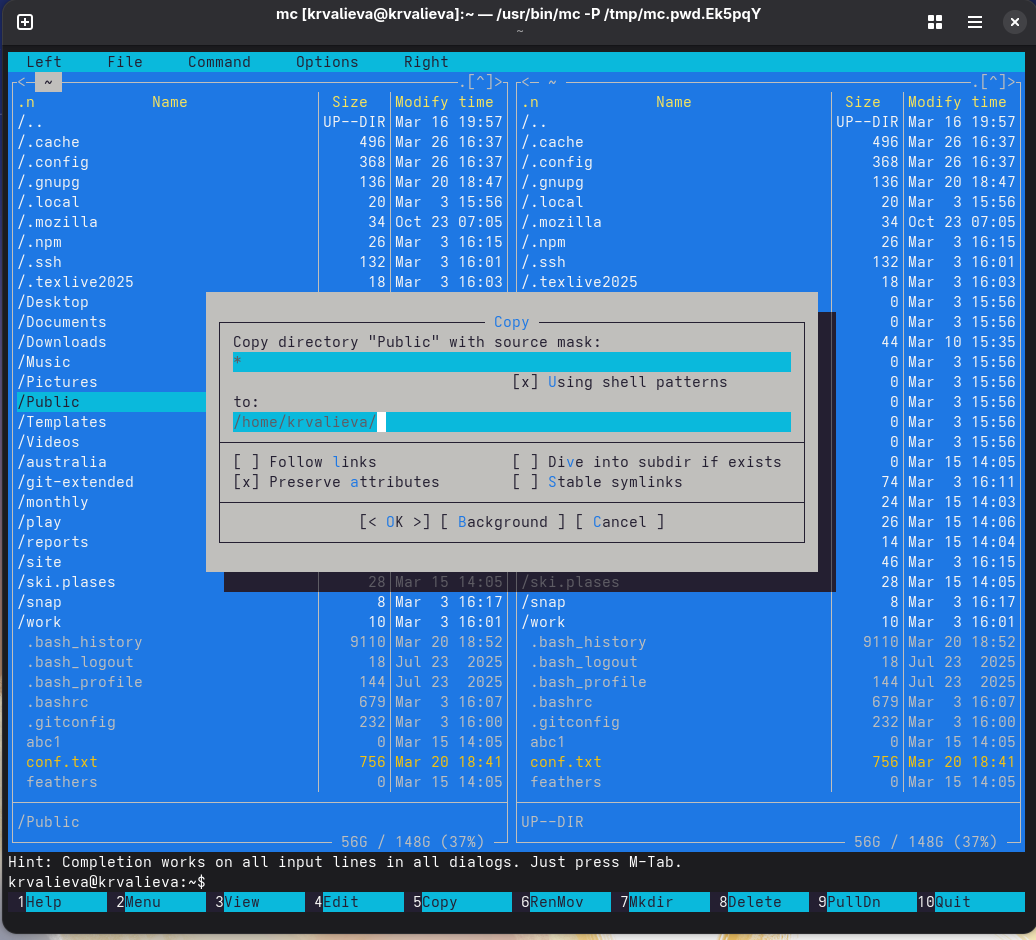 mc [krvalieva@krvalieva]:~ — /usr/bin/mc -P /tmp/mc.pwd.Ek5pqY
~
Left File Command Options Right
<─ ~ ─.[^]>┐┌<─ ~ ─.[^]>
.n Name Size Modify time .n Name Size Modify time
/.. UP--DIR Mar 16 19:57 /.. UP--DIR Mar 16 19:57
/.cache 496 Mar 26 16:37 /.cache 496 Mar 26 16:37
/.config 368 Mar 26 16:37 /.config 368 Mar 26 16:37
/.gnupg 136 Mar 20 18:47 /.gnupg 136 Mar 20 18:47
/.local 20 Mar 3 15:56 /.local 20 Mar 3 15:56
/.mozilla 34 Oct 23 07:05 /.mozilla 34 Oct 23 07:05
/.npm 26 Mar 3 16:15 /.npm 26 Mar 3 16:15
/.ssh 132 Mar 3 16:01 /.ssh 132 Mar 3 16:01
/.texlive2025 18 Mar 3 16:03 /.texlive2025 18 Mar 3 16:03
/Desktop 0 Mar 3 15:56
/Documents Copy 0 Mar 3 15:56
/Downloads Copy directory "Public" with source mask: 44 Mar 10 15:35
/Music * 0 Mar 3 15:56
/Pictures [x] Using shell patterns 0 Mar 3 15:56
/Public to: 0 Mar 3 15:56
/Templates /home/krvalieva/ 0 Mar 3 15:56
/Videos 0 Mar 3 15:56
/australia [ ] Follow links [ ] Dive into subdir if exists 0 Mar 15 14:05
/git-extended [x] Preserve attributes [ ] Stable symlinks 74 Mar 3 16:11
/monthly 24 Mar 15 14:03
/play [< OK >] [ Background ] [ Cancel ] 26 Mar 15 14:06
/reports 14 Mar 15 14:04
/site 46 Mar 3 16:15
/ski.plases 28 Mar 15 14:05 /ski.plases 28 Mar 15 14:05
/snap 8 Mar 3 16:17 /snap 8 Mar 3 16:17
/work 10 Mar 3 16:01 /work 10 Mar 3 16:01
.bash_history 9110 Mar 20 18:52 .bash_history 9110 Mar 20 18:52
.bash_logout 18 Jul 23 2025 .bash_logout 18 Jul 23 2025
.bash_profile 144 Jul 23 2025 .bash_profile 144 Jul 23 2025
.bashrc 679 Mar 3 16:07 .bashrc 679 Mar 3 16:07
.gitconfig 232 Mar 3 16:00 .gitconfig 232 Mar 3 16:00
abc1 0 Mar 15 14:05 abc1 0 Mar 15 14:05
conf.txt 756 Mar 20 18:41 conf.txt 756 Mar 20 18:41
feathers 0 Mar 15 14:05 feathers 0 Mar 15 14:05
/Public UP--DIR
56G / 148G (37%) 56G / 148G (37%)
Hint: Completion works on all input lines in all dialogs. Just press M-Tab.
krvalieva@krvalieva:~$
1Help 2Menu 3View 4Edit 5Copy 6RenMov 7Mkdir 8Delete 9PullDn 10Quit